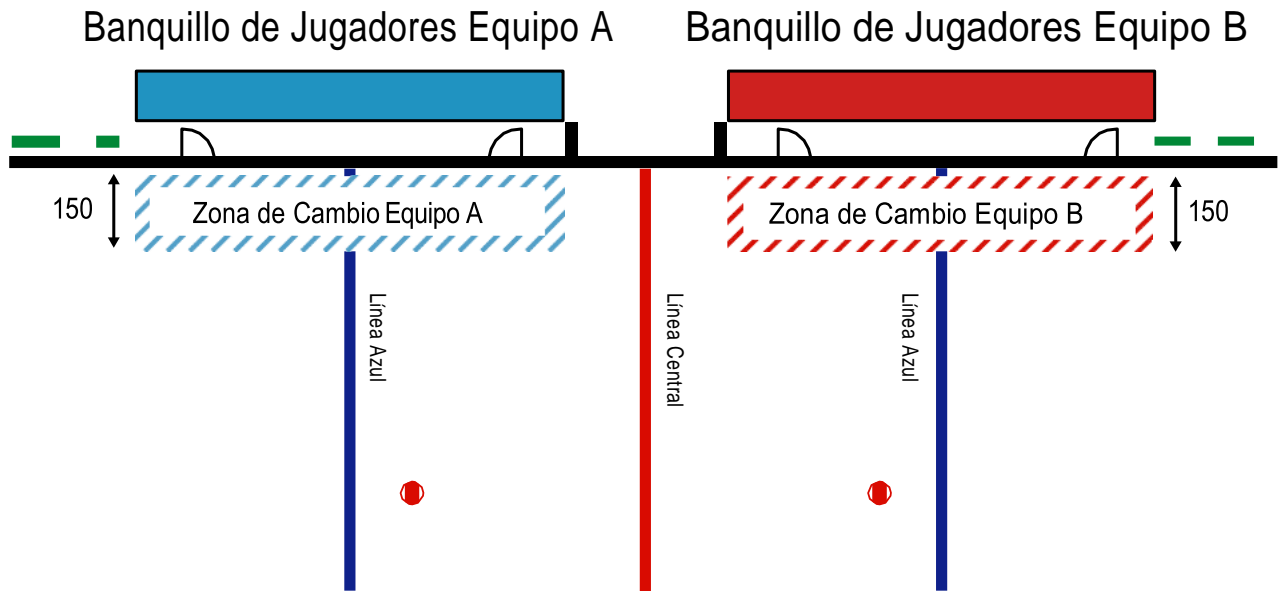 Banquillo de Jugadores Equipo A
Banquillo de Jugadores Equipo B
150
Zona de Cambio Equipo A
Zona de Cambio Equipo B
150
Línea Azul
Línea Central
Línea Azul